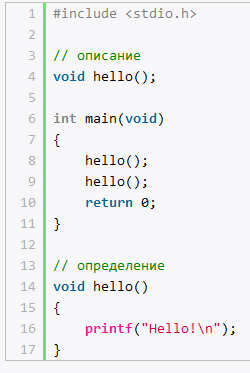 1 #include <stdio.h>
2
3 // описание
4 void hello();
5
6 int main(void)
7 {
8     hello();
9     hello();
10     return 0;
11 }
12
13 // определение
14 void hello()
15 {
16     printf("Hello!\n");
17 }